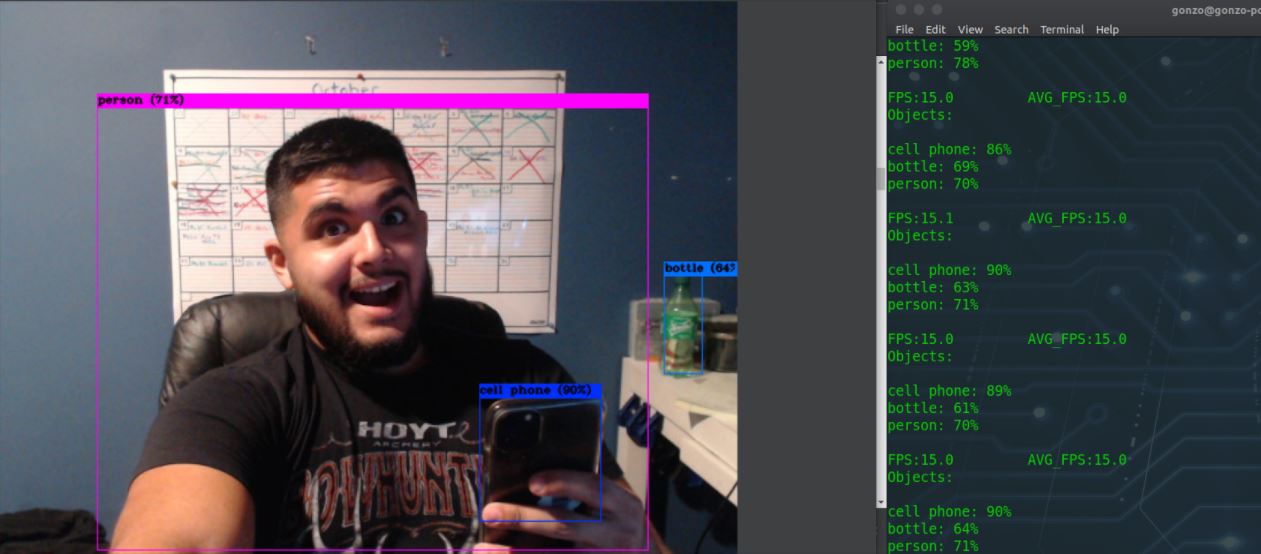 October
person (71%)
bottle (64%
cell phone (90%)
HOYT
ARCHERY
BOWHUNTI
gonzo@gonzo-po
File Edit View Search Terminal Help
bottle: 59%
person: 78%
FPS:15.0 AVG_FPS:15.0
Objects:
cell phone: 86%
bottle: 69%
person: 70%
FPS:15.1 AVG_FPS:15.0
Objects:
cell phone: 90%
bottle: 63%
person: 71%
FPS:15.0 AVG_FPS:15.0
Objects:
cell phone: 89%
bottle: 61%
person: 70%
FPS:15.0 AVG_FPS:15.0
Objects:
cell phone: 90%
bottle: 64%
person: 71%